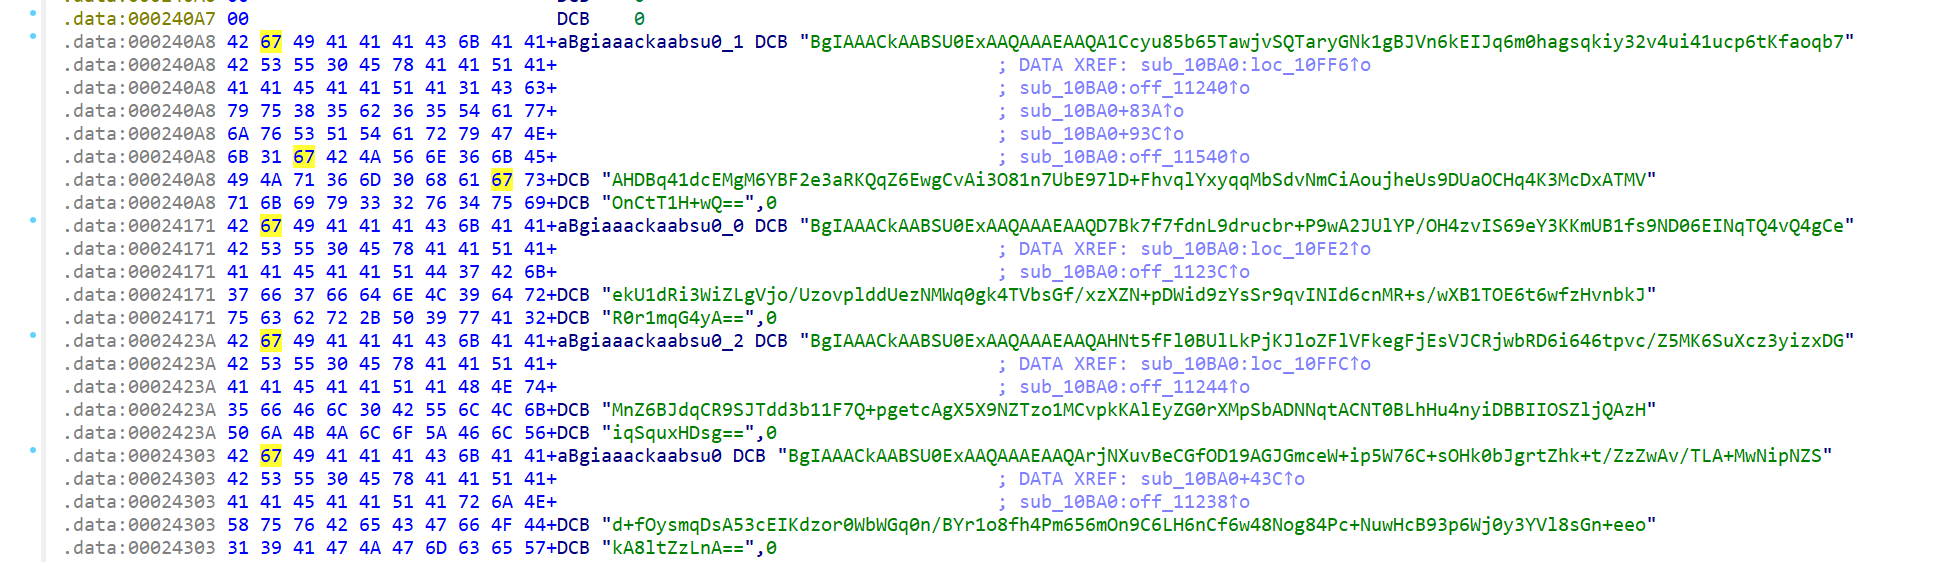 .data:000240A7 00 DCB 0
.data:000240A8 42 67 49 41 41 41 43 6B 41 41+aBgiaaackaabsu0_1 DCB "BgIAAACkAABSU0ExAAQAAAEAAQA1Ccyu85b65TawjvSQTaryGNk1gBJVn6kEIJq6m0hagsqkiy32v4ui41ucp6tKfaoqb7"
.data:000240A8 42 53 55 30 45 78 41 41 51 41+ ; DATA XREF: sub_10BA0:loc_10FF6↑o
.data:000240A8 41 41 45 41 41 51 41 31 43 63+ ; sub_10BA0:off_11240↑o
.data:000240A8 79 75 38 35 62 36 35 54 61 77+ ; sub_10BA0+83A↑o
.data:000240A8 6A 76 53 51 54 61 72 79 47 4E+ ; sub_10BA0+93C↑o
.data:000240A8 6B 31 67 42 4A 56 6E 36 6B 45+ ; sub_10BA0:off_11540↑o
.data:000240A8 49 4A 71 36 6D 30 68 61 67 73+DCB "AHDBq41dcEMgM6YBF2e3aRKQqZ6EwgCvAi3O81n7UbE97lD+FhvqlYxyqqMbSdvNmCiAoujheUs9DUaOCHq4K3McDxATMV"
.data:000240A8 71 6B 69 79 33 32 76 34 75 69+DCB "OnCtT1H+wQ==",0
.data:00024171 42 67 49 41 41 41 43 6B 41 41+aBgiaaackaabsu0_0 DCB "BgIAAACkAABSU0ExAAQAAAEAAQD7Bk7f7fdnL9drucbr+P9wA2JUlYP/OH4zvIS69eY3KKmUB1fs9ND06EINqTQ4vQ4gCe"
.data:00024171 42 53 55 30 45 78 41 41 51 41+ ; DATA XREF: sub_10BA0:loc_10FE2↑o
.data:00024171 41 41 45 41 41 51 44 37 42 6B+ ; sub_10BA0:off_1123C↑o
.data:00024171 37 66 37 66 64 6E 4C 39 64 72+DCB "ekU1dRi3WiZLgVjo/UzovplddUezNMWq0gk4TVbsGf/xzXZN+pDWid9zYsSr9qvINId6cnMR+s/wXB1TOE6t6wfzHvnbkJ"
.data:00024171 75 63 62 72 2B 50 39 77 41 32+DCB "R0r1mqG4yA==",0
.data:0002423A 42 67 49 41 41 41 43 6B 41 41+aBgiaaackaabsu0_2 DCB "BgIAAACkAABSU0ExAAQAAAEAAQAHNt5fFl0BUlLkPjKJloZFlVFkegFjEsVJCRjwbRD6i646tpvc/Z5MK6SuXcz3yizxDG"
.data:0002423A 42 53 55 30 45 78 41 41 51 41+ ; DATA XREF: sub_10BA0:loc_10FFC↑o
.data:0002423A 41 41 45 41 41 51 41 48 4E 74+ ; sub_10BA0:off_11244↑o
.data:0002423A 35 66 46 6C 30 42 55 6C 4C 6B+DCB "MnZ6BJdqCR9SJTdd3b11F7Q+pgetcAgX5X9NZTzo1MCvpkKAlEyZG0rXMpSbADNNqtACNT0BLhHu4nyiDBBIIOSZljQAzH"
.data:0002423A 50 6A 4B 4A 6C 6F 5A 46 6C 56+DCB "iqSquxHDsg==",0
.data:00024303 42 67 49 41 41 41 43 6B 41 41+aBgiaaackaabsu0 DCB "BgIAAACkAABSU0ExAAQAAAEAAQArjNXuvBeCGfOD19AGJGmceW+ip5W76C+sOHk0bJgrtZhk+t/ZzZwAv/TLA+MwNipNZS"
.data:00024303 42 53 55 30 45 78 41 41 51 41+ ; DATA XREF: sub_10BA0+43C↑o
.data:00024303 41 41 45 41 41 51 41 72 6A 4E+ ; sub_10BA0:off_11238↑o
.data:00024303 58 75 76 42 65 43 47 66 4F 44+DCB "d+fOysmqDsA53cEIKdzor0WbWGq0n/BYr1o8fh4Pm656mOn9C6LH6nCf6w48Nog84Pc+NuwHcB93p6Wj0y3YVl8sGn+eeo"
.data:00024303 31 39 41 47 4A 47 6D 63 65 57+DCB "kA8ltZzLnA==",0